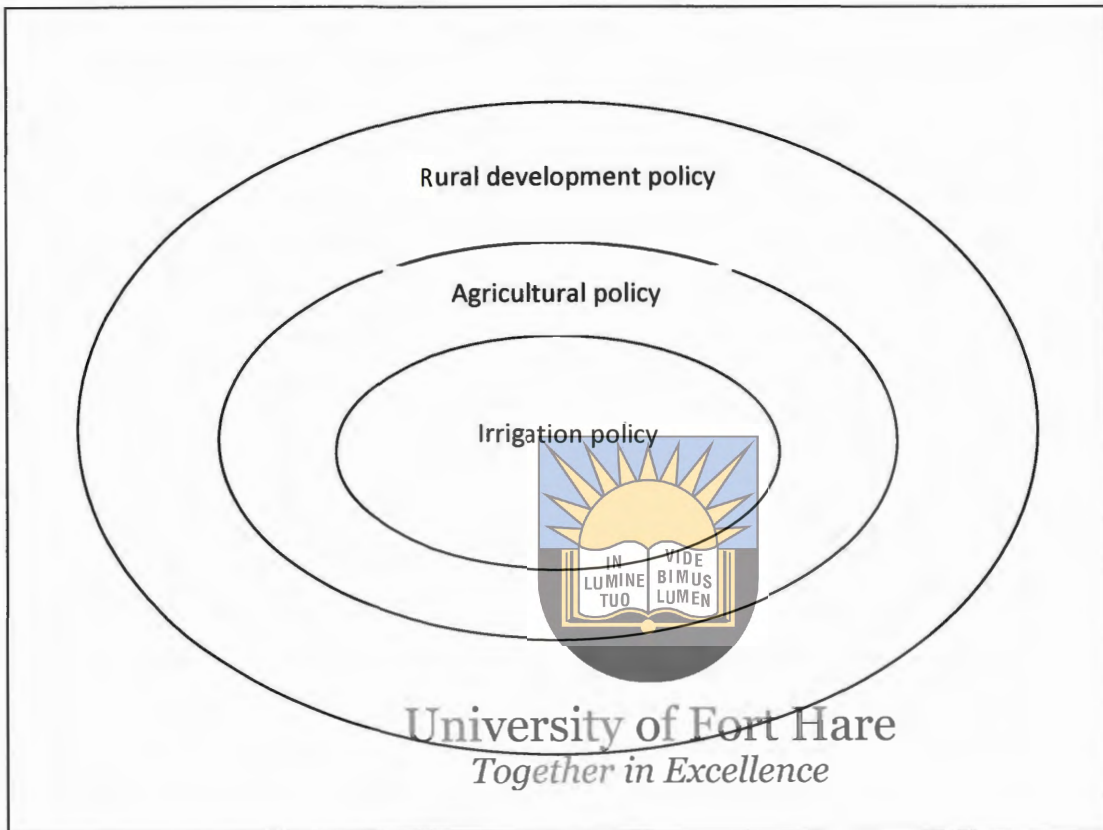 Rural development policy
Agricultural policy
Irrigation policy
IN
LUMINE
TUO
VIDE
BIMUS
LUMEN
University of Fort Hare
Together in Excellence